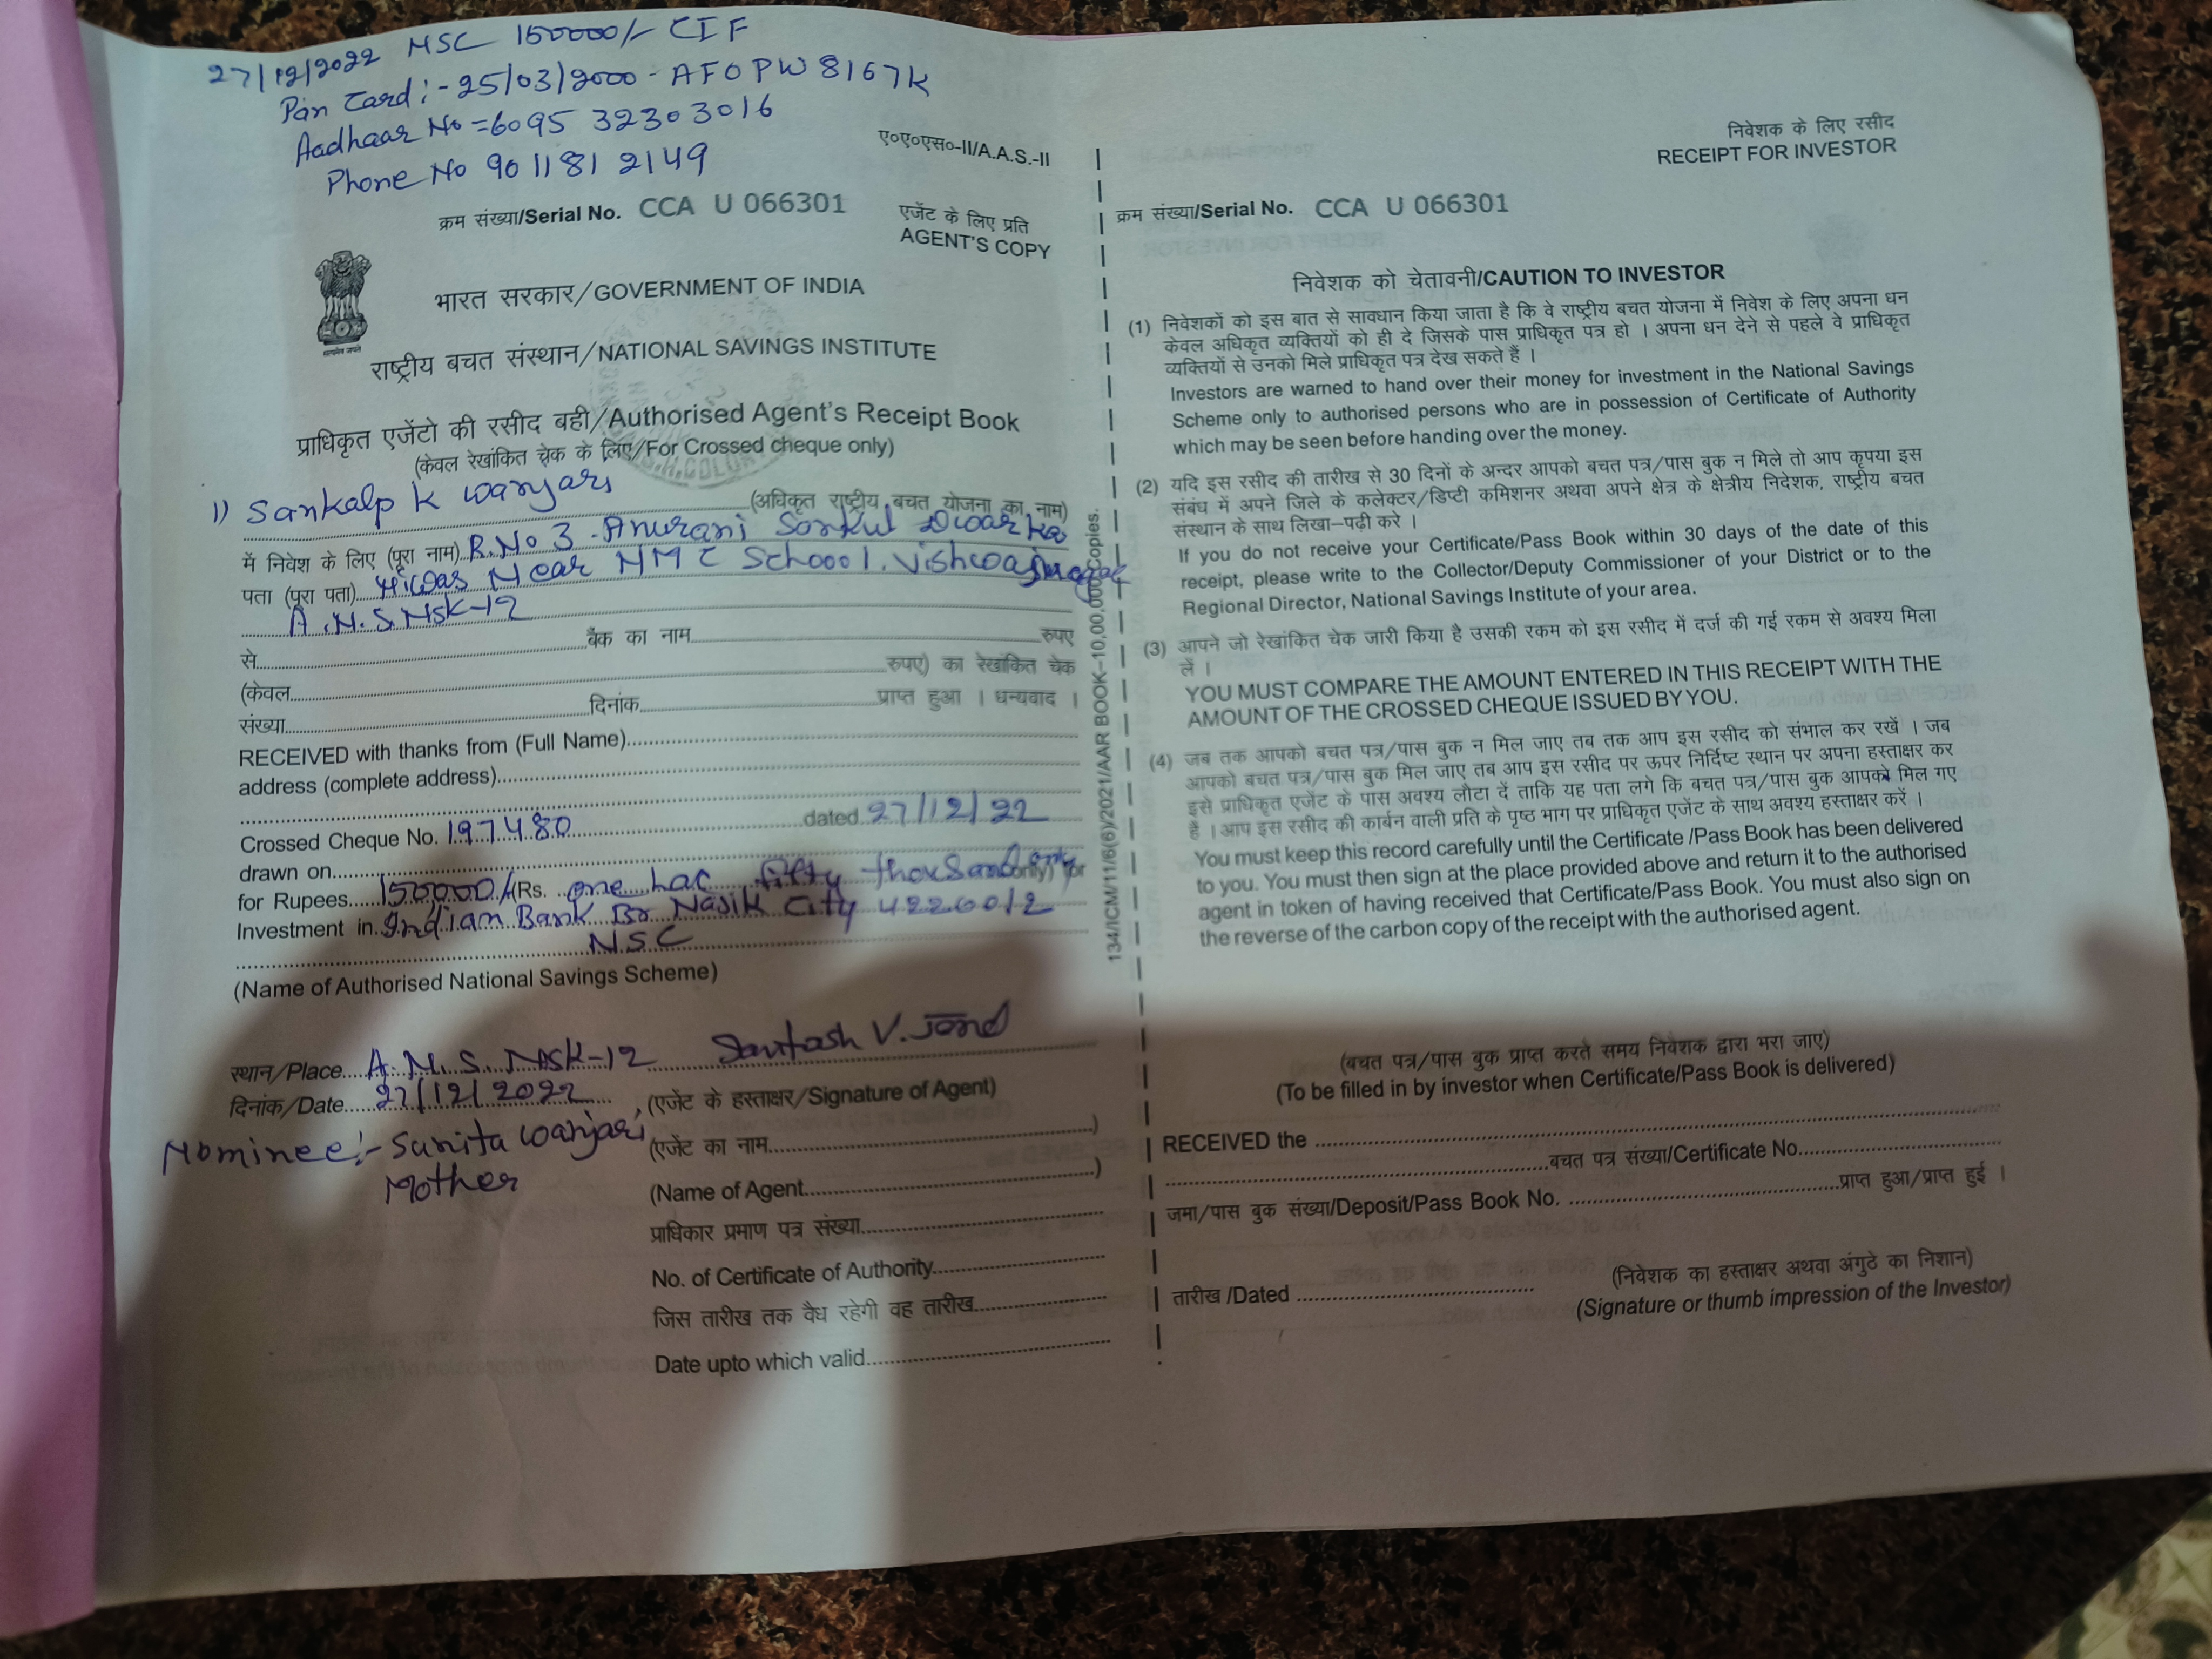 27/12/2022 NSC 150000/- CIF
Pan Card :- 25/03/2000 - AFOPW8167K
Aadhaar No = 6095 3230 3016
Phone No 9011812149
ए०ए०एस०-II/A.A.S.-II
क्रम संख्या/Serial No. CCA U 066301
एजेंट के लिए प्रति
AGENT'S COPY
भारत सरकार/GOVERNMENT OF INDIA
राष्ट्रीय बचत संस्थान/NATIONAL SAVINGS INSTITUTE
प्राधिकृत एजेंटो की रसीद बही/Authorised Agent's Receipt Book
(केवल रेखांकित चेक के लिए/For Crossed cheque only)
1) Sankalp K Wanjari
(अधिकृत राष्ट्रीय बचत योजना का नाम)
में निवेश के लिए (पूरा नाम) R.No 3 - Anurani Sankul Dwarka
पता (पूरा पता) Niwas Near NMC School. Vishwasnagar
A.N.S. NSK-12
से बैंक का नाम रुपए
(केवल रुपए) का रेखांकित चेक
संख्या दिनांक प्राप्त हुआ । धन्यवाद ।
RECEIVED with thanks from (Full Name)
address (complete address)
Crossed Cheque No. 197480 dated 27/12/22
drawn on
for Rupees 150000/- (Rs. one lac fifty thousand only only) for
Investment in Indian Bank Br Nasik City 4220012
N.S.C
(Name of Authorised National Savings Scheme)
स्थान/Place A.N.S. NSK-12 Santosh V.
दिनांक/Date 27/12/2022 (एजेंट के हस्ताक्षर/Signature of Agent)
Nominee :- Sunita Wanjari
Mother
(एजेंट का नाम )
(Name of Agent )
प्राधिकार प्रमाण पत्र संख्या
No. of Certificate of Authority
जिस तारीख तक वैध रहेगी वह तारीख
Date upto which valid
134/ICM/11/6(6)/2021/AAR BOOK–10,00,000 Copies.
निवेशक के लिए रसीद
RECEIPT FOR INVESTOR
क्रम संख्या/Serial No. CCA U 066301
निवेशक को चेतावनी/CAUTION TO INVESTOR
(1) निवेशकों को इस बात से सावधान किया जाता है कि वे राष्ट्रीय बचत योजना में निवेश के लिए अपना धन
केवल अधिकृत व्यक्तियों को ही दे जिसके पास प्राधिकृत पत्र हो । अपना धन देने से पहले वे प्राधिकृत
व्यक्तियों से उनको मिले प्राधिकृत पत्र देख सकते हैं ।
Investors are warned to hand over their money for investment in the National Savings
Scheme only to authorised persons who are in possession of Certificate of Authority
which may be seen before handing over the money.
(2) यदि इस रसीद की तारीख से 30 दिनों के अन्दर आपको बचत पत्र/पास बुक न मिले तो आप कृपया इस
संबंध में अपने जिले के कलेक्टर/डिप्टी कमिशनर अथवा अपने क्षेत्र के क्षेत्रीय निदेशक, राष्ट्रीय बचत
संस्थान के साथ लिखा–पढ़ी करे ।
If you do not receive your Certificate/Pass Book within 30 days of the date of this
receipt, please write to the Collector/Deputy Commissioner of your District or to the
Regional Director, National Savings Institute of your area.
(3) आपने जो रेखांकित चेक जारी किया है उसकी रकम को इस रसीद में दर्ज की गई रकम से अवश्य मिला
लें ।
YOU MUST COMPARE THE AMOUNT ENTERED IN THIS RECEIPT WITH THE
AMOUNT OF THE CROSSED CHEQUE ISSUED BY YOU.
(4) जब तक आपको बचत पत्र/पास बुक न मिल जाए तब तक आप इस रसीद को संभाल कर रखें । जब
आपको बचत पत्र/पास बुक मिल जाए तब आप इस रसीद पर ऊपर निर्दिष्ट स्थान पर अपना हस्ताक्षर कर
इसे प्राधिकृत एजेंट के पास अवश्य लौटा दें ताकि यह पता लगे कि बचत पत्र/पास बुक आपको मिल गए
हैं । आप इस रसीद की कार्बन वाली प्रति के पृष्ठ भाग पर प्राधिकृत एजेंट के साथ अवश्य हस्ताक्षर करें ।
You must keep this record carefully until the Certificate /Pass Book has been delivered
to you. You must then sign at the place provided above and return it to the authorised
agent in token of having received that Certificate/Pass Book. You must also sign on
the reverse of the carbon copy of the receipt with the authorised agent.
(बचत पत्र/पास बुक प्राप्त करते समय निवेशक द्वारा भरा जाए)
(To be filled in by investor when Certificate/Pass Book is delivered)
RECEIVED the
बचत पत्र संख्या/Certificate No.
जमा/पास बुक संख्या/Deposit/Pass Book No. प्राप्त हुआ/प्राप्त हुई ।
(निवेशक का हस्ताक्षर अथवा अंगुठे का निशान)
तारीख /Dated (Signature or thumb impression of the Investor)